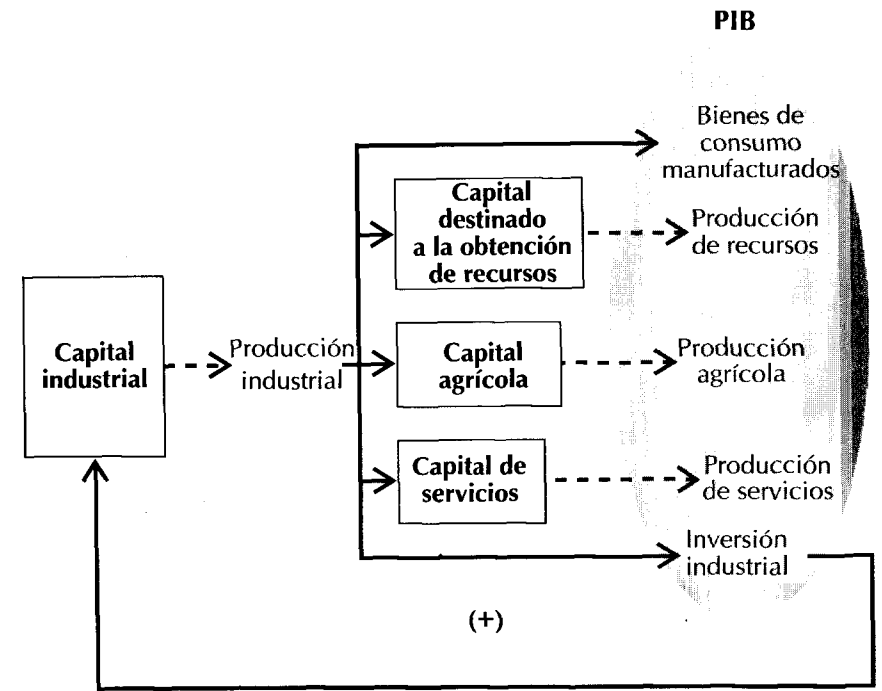 PIB
Bienes de
consumo
manufacturados
Capital
destinado
a la obtención
de recursos
Producción
de recursos
Capital
industrial
Producción
industrial
Capital
agrícola
Producción
agrícola
Capital de
servicios
Producción
de servicios
Inversión
industrial
(+)